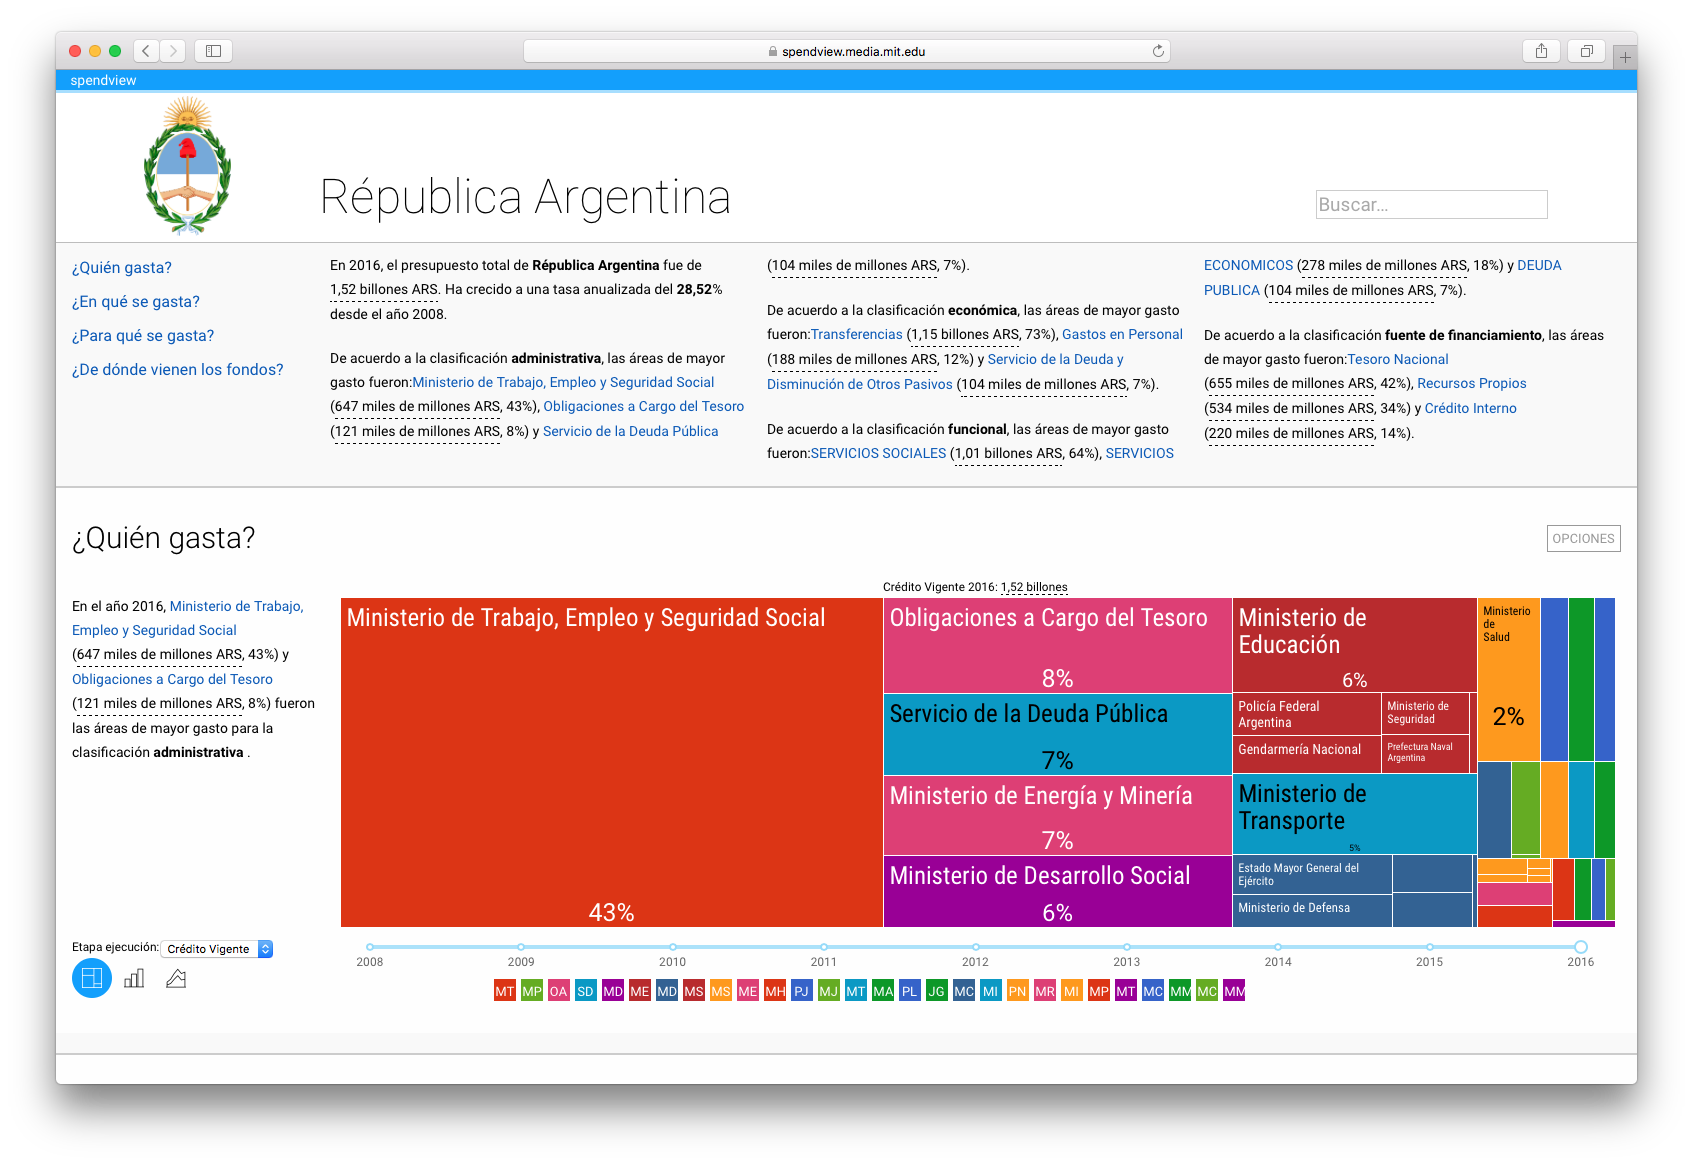 spendview.media.mit.edu
spendview
Républica Argentina
Buscar...
¿Quién gasta?
¿En qué se gasta?
¿Para qué se gasta?
¿De dónde vienen los fondos?
En 2016, el presupuesto total de Républica Argentina fue de
1,52 billones ARS. Ha crecido a una tasa anualizada del 28,52%
desde el año 2008.
De acuerdo a la clasificación administrativa, las áreas de mayor
gasto fueron:Ministerio de Trabajo, Empleo y Seguridad Social
(647 miles de millones ARS, 43%), Obligaciones a Cargo del Tesoro
(121 miles de millones ARS, 8%) y Servicio de la Deuda Pública
(104 miles de millones ARS, 7%).
De acuerdo a la clasificación económica, las áreas de mayor gasto
fueron:Transferencias (1,15 billones ARS, 73%), Gastos en Personal
(188 miles de millones ARS, 12%) y Servicio de la Deuda y
Disminución de Otros Pasivos (104 miles de millones ARS, 7%).
De acuerdo a la clasificación funcional, las áreas de mayor gasto
fueron:SERVICIOS SOCIALES (1,01 billones ARS, 64%), SERVICIOS
ECONOMICOS (278 miles de millones ARS, 18%) y DEUDA
PUBLICA (104 miles de millones ARS, 7%).
De acuerdo a la clasificación fuente de financiamiento, las áreas
de mayor gasto fueron:Tesoro Nacional
(655 miles de millones ARS, 42%), Recursos Propios
(534 miles de millones ARS, 34%) y Crédito Interno
(220 miles de millones ARS, 14%).
¿Quién gasta?
OPCIONES
En el año 2016, Ministerio de Trabajo,
Empleo y Seguridad Social
(647 miles de millones ARS, 43%) y
Obligaciones a Cargo del Tesoro
(121 miles de millones ARS, 8%) fueron
las áreas de mayor gasto para la
clasificación administrativa .
Crédito Vigente 2016: 1,52 billones
Ministerio de Trabajo, Empleo y Seguridad Social
43%
Obligaciones a Cargo del Tesoro
8%
Servicio de la Deuda Pública
7%
Ministerio de Energía y Minería
7%
Ministerio de Desarrollo Social
6%
Ministerio de
Educación
6%
Policía Federal
Argentina
Ministerio de
Seguridad
Gendarmería Nacional
Prefectura Naval
Argentina
Ministerio de
Transporte
5%
Estado Mayor General del
Ejército
Ministerio de Defensa
Ministerio
de
Salud
2%
Etapa ejecución: Crédito Vigente
2008 2009 2010 2011 2012 2013 2014 2015 2016
MT MP OA SD MD ME MD MS MS ME MH PJ MJ MT MA PL JG MC MI PN MR MI MP MT MC MM MC MM